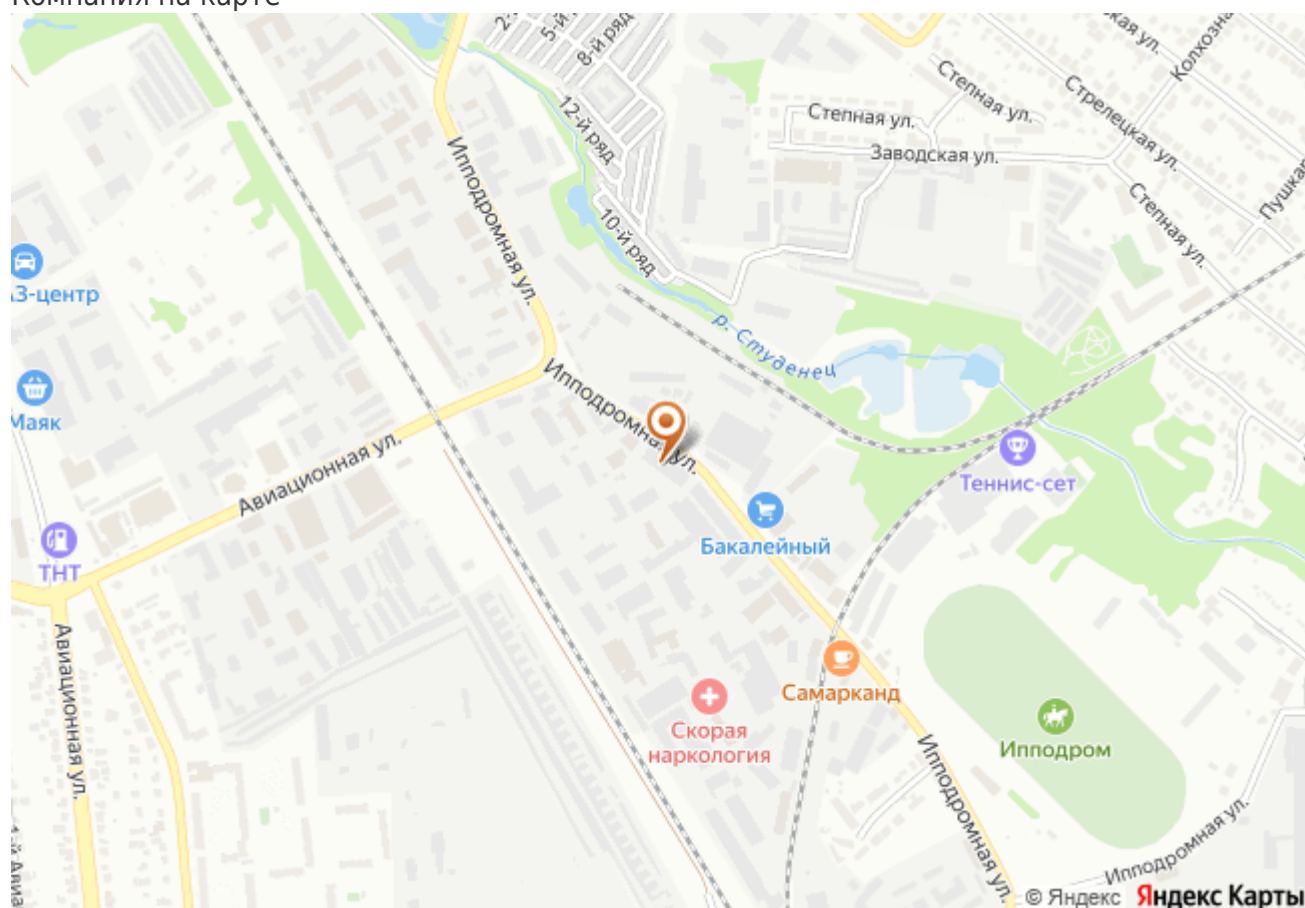 Компания на карте
2-й
5-й ряд
8-й ряд
12-й ряд
10-й ряд
Ипподромная ул.
Степная ул.
Степная ул.
Стрелецкая ул.
Заводская ул.
Степная ул.
р. Студенец
АЗ-центр
Маяк
Ипподромная ул.
Авиационная ул.
Теннис-сет
Бакалейный
ТНТ
Авиационная ул.
Самарканд
Скорая
наркология
Ипподром
Ипподромная ул.
Ипподромная ул.
© Яндекс Яндекс Карты